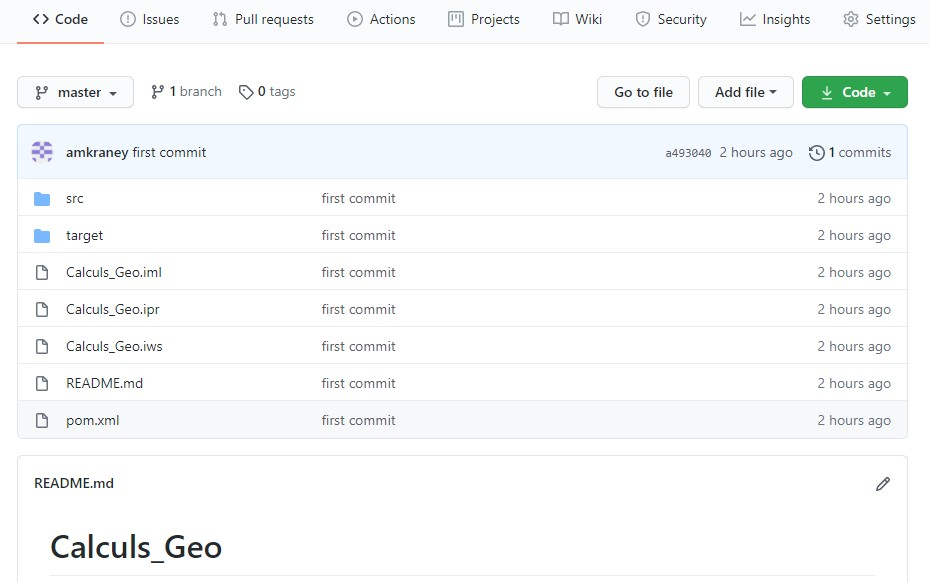 Code Issues Pull requests Actions Projects Wiki Security Insights Settings
master 1 branch 0 tags Go to file Add file Code
amkraney first commit a493040 2 hours ago 1 commits
src first commit 2 hours ago
target first commit 2 hours ago
Calculs_Geo.iml first commit 2 hours ago
Calculs_Geo.ipr first commit 2 hours ago
Calculs_Geo.iws first commit 2 hours ago
README.md first commit 2 hours ago
pom.xml first commit 2 hours ago
README.md
Calculs_Geo